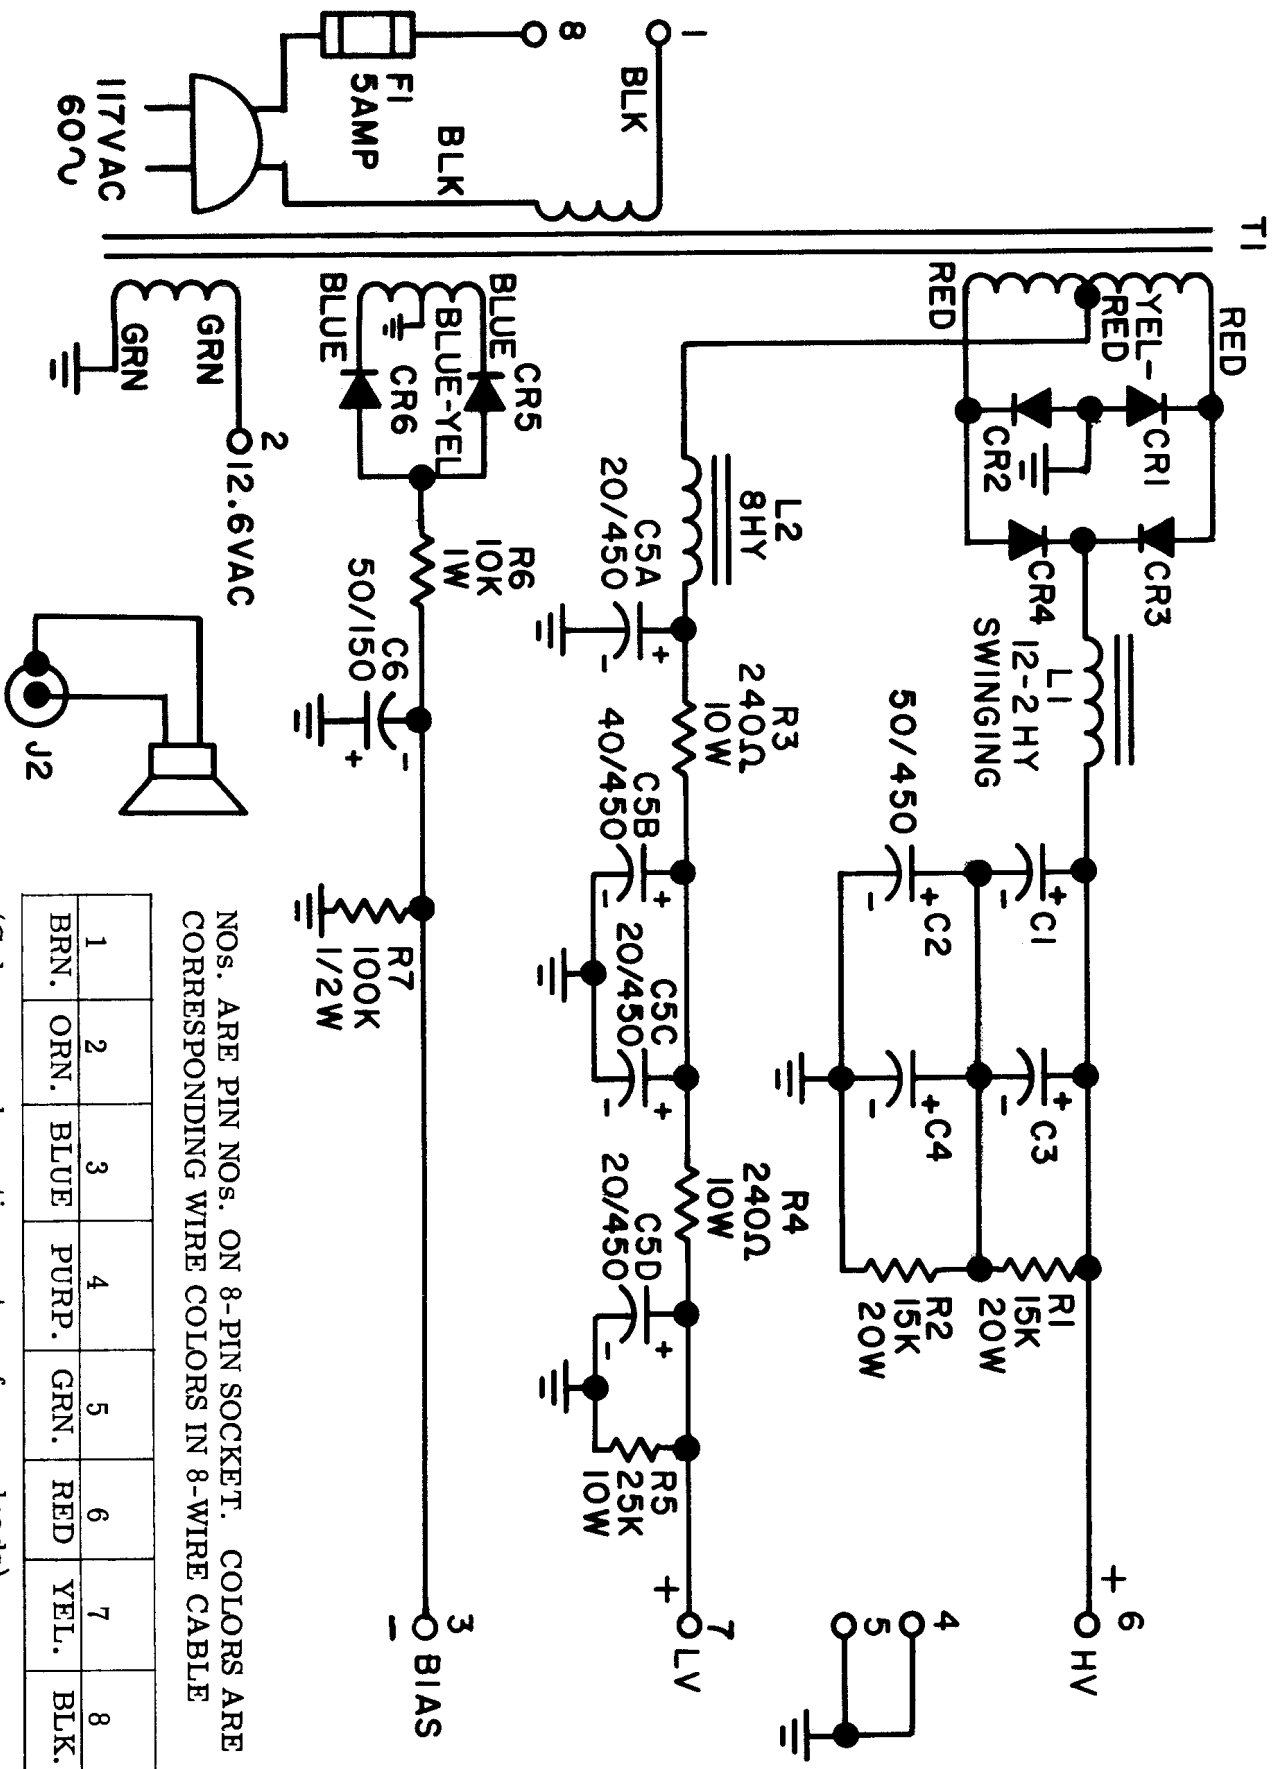 T1
1
BLK
8
F1
5AMP
BLK
117VAC
60~
RED
YEL-
RED
RED
CR1
CR2
CR3
CR4
L1
12-2 HY
SWINGING
C1
50/450
C2
C3
C4
R1
15K
20W
R2
15K
20W
+
6
HV
4
5
L2
8HY
C5A
20/450
+
-
R3
240Ω
10W
C5B
40/450
C5C
20/450
R4
240Ω
10W
C5D
20/450
R5
25K
10W
+
7
LV
BLUE
CR5
BLUE-YEL
CR6
BLUE
R6
10K
1W
C6
50/150
-
+
R7
100K
1/2W
3
-
BIAS
GRN
GRN
2
12.6VAC
J2
NOs. ARE PIN NOs. ON 8-PIN SOCKET. COLORS ARE
CORRESPONDING WIRE COLORS IN 8-WIRE CABLE
1 2 3 4 5 6 7 8
BRN. ORN. BLUE PURP. GRN. RED YEL. BLK.